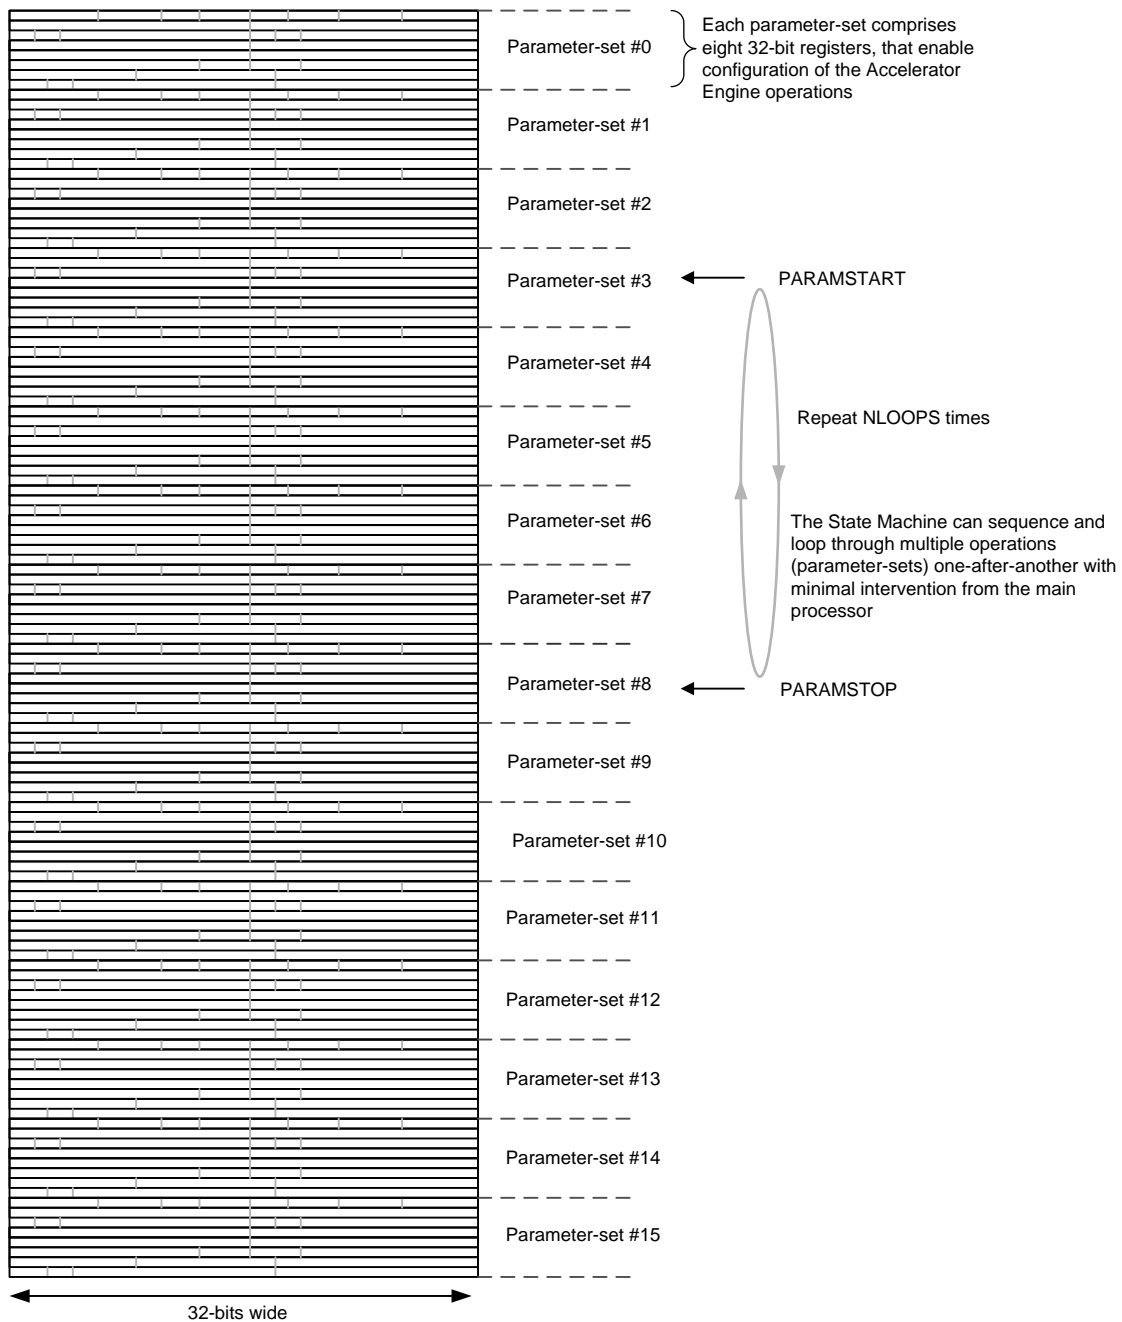 Parameter-set #0
Each parameter-set comprises
eight 32-bit registers, that enable
configuration of the Accelerator
Engine operations
Parameter-set #1
Parameter-set #2
Parameter-set #3
PARAMSTART
Parameter-set #4
Repeat NLOOPS times
Parameter-set #5
Parameter-set #6
The State Machine can sequence and
loop through multiple operations
(parameter-sets) one-after-another with
minimal intervention from the main
processor
Parameter-set #7
Parameter-set #8
PARAMSTOP
Parameter-set #9
Parameter-set #10
Parameter-set #11
Parameter-set #12
Parameter-set #13
Parameter-set #14
Parameter-set #15
32-bits wide